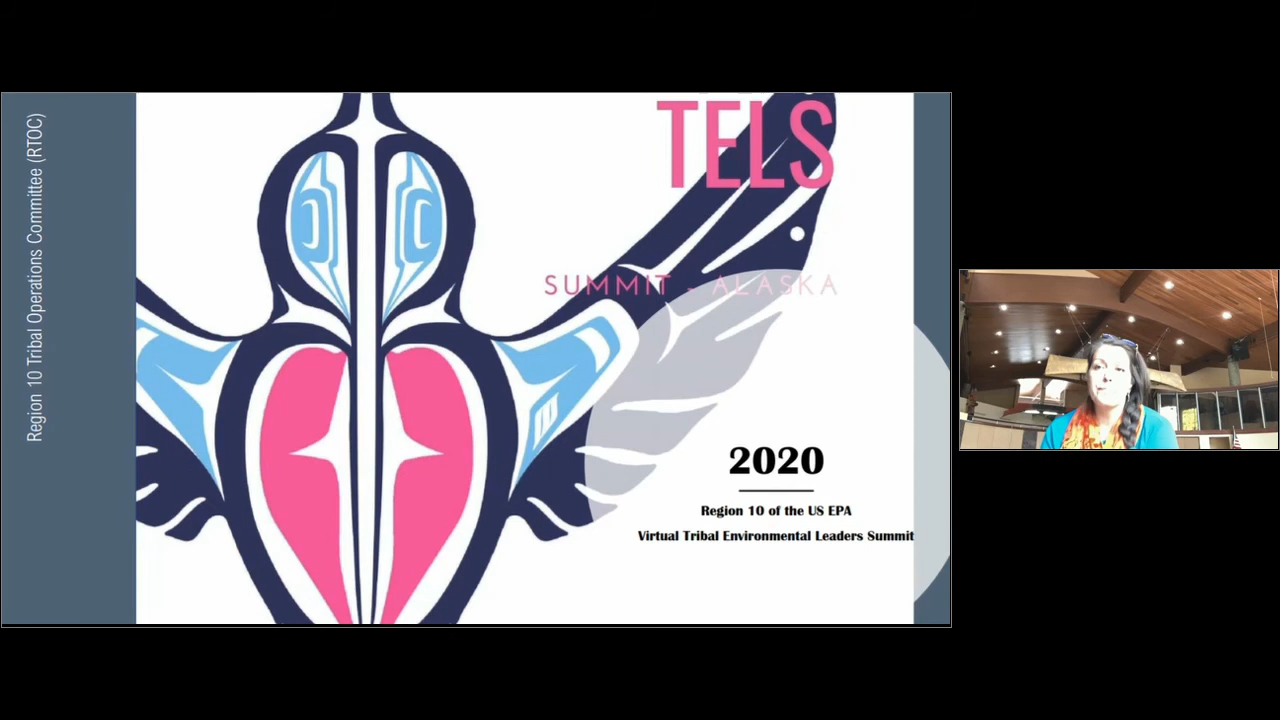 Region 10 Tribal Operations Committee (RTOC)
TELS
SUMMIT - ALASKA
2020
Region 10 of the US EPA
Virtual Tribal Environmental Leaders Summit